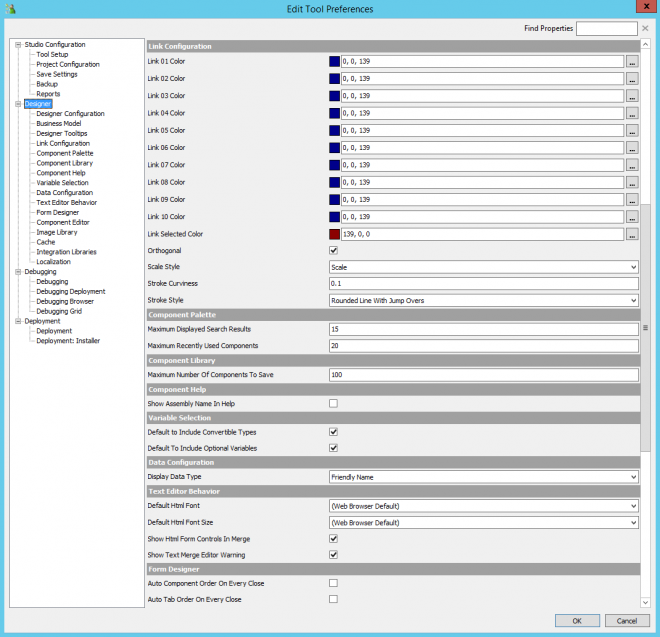 Edit Tool Preferences
x
Find Properties
Studio Configuration
Tool Setup
Project Configuration
Save Settings
Backup
Reports
Designer
Designer Configuration
Business Model
Designer Tooltips
Link Configuration
Component Palette
Component Library
Component Help
Variable Selection
Data Configuration
Text Editor Behavior
Form Designer
Component Editor
Image Library
Cache
Integration Libraries
Localization
Debugging
Debugging
Debugging Deployment
Debugging Browser
Debugging Grid
Deployment
Deployment
Deployment: Installer
Link Configuration
Link 01 Color 0, 0, 139 ...
Link 02 Color 0, 0, 139 ...
Link 03 Color 0, 0, 139 ...
Link 04 Color 0, 0, 139 ...
Link 05 Color 0, 0, 139 ...
Link 06 Color 0, 0, 139 ...
Link 07 Color 0, 0, 139 ...
Link 08 Color 0, 0, 139 ...
Link 09 Color 0, 0, 139 ...
Link 10 Color 0, 0, 139 ...
Link Selected Color 139, 0, 0 ...
Orthogonal
Scale Style Scale
Stroke Curviness 0.1
Stroke Style Rounded Line With Jump Overs
Component Palette
Maximum Displayed Search Results 15
Maximum Recently Used Components 20
Component Library
Maximum Number Of Components To Save 100
Component Help
Show Assembly Name In Help
Variable Selection
Default to Include Convertible Types
Default To Include Optional Variables
Data Configuration
Display Data Type Friendly Name
Text Editor Behavior
Default Html Font (Web Browser Default)
Default Html Font Size (Web Browser Default)
Show Html Form Controls In Merge
Show Text Merge Editor Warning
Form Designer
Auto Component Order On Every Close
Auto Tab Order On Every Close
OK Cancel